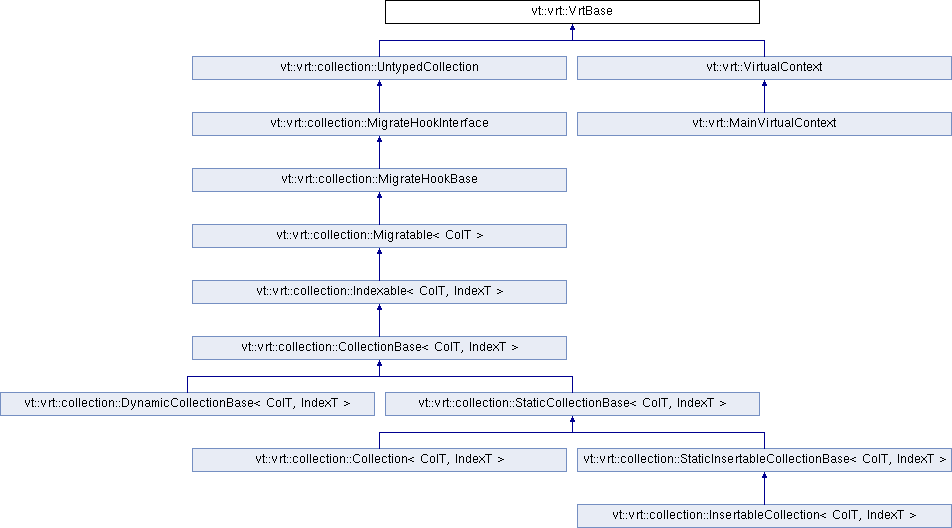 vt::vrt::VrtBase
vt::vrt::collection::UntypedCollection
vt::vrt::VirtualContext
vt::vrt::collection::MigrateHookInterface
vt::vrt::MainVirtualContext
vt::vrt::collection::MigrateHookBase
vt::vrt::collection::Migratable< ColT >
vt::vrt::collection::Indexable< ColT, IndexT >
vt::vrt::collection::CollectionBase< ColT, IndexT >
vt::vrt::collection::DynamicCollectionBase< ColT, IndexT >
vt::vrt::collection::StaticCollectionBase< ColT, IndexT >
vt::vrt::collection::Collection< ColT, IndexT >
vt::vrt::collection::StaticInsertableCollectionBase< ColT, IndexT >
vt::vrt::collection::InsertableCollection< ColT, IndexT >